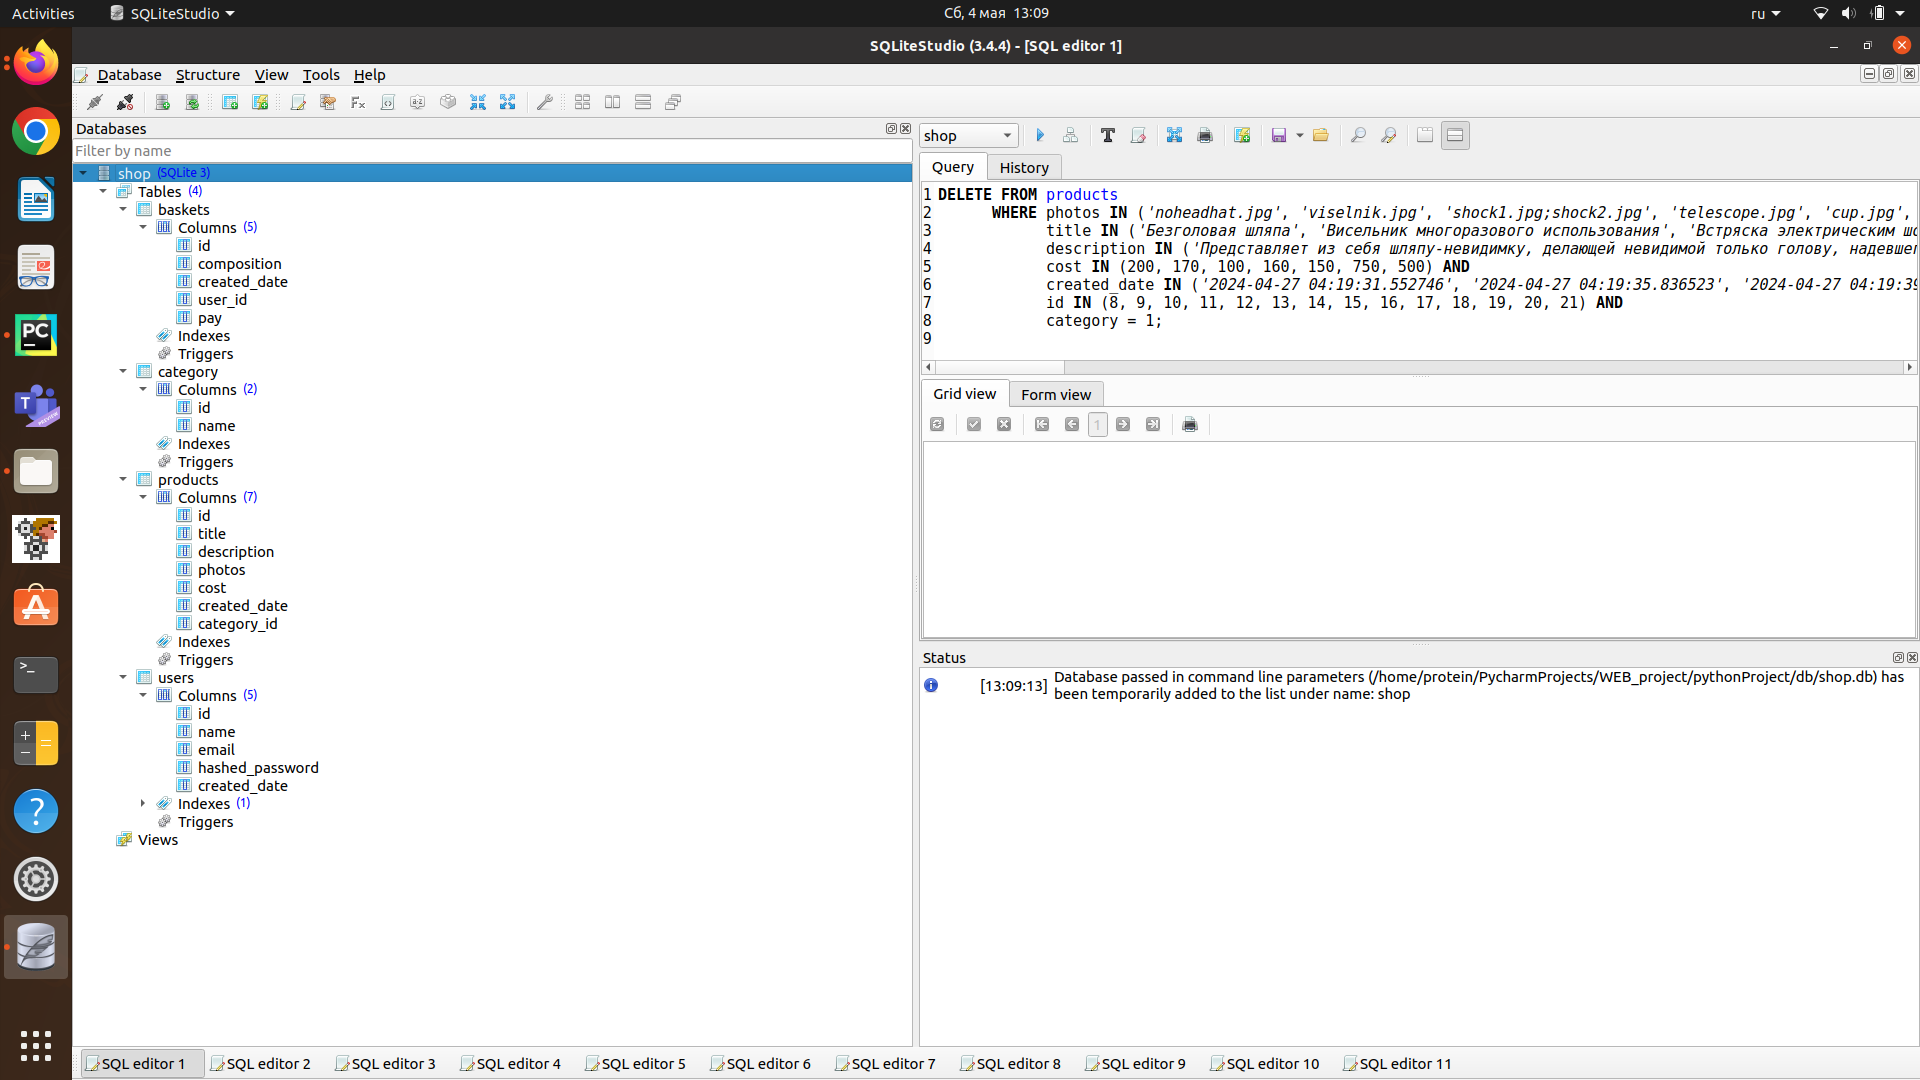 Activities
SQLiteStudio
Сб, 4 мая 13:09
ru
SQLiteStudio (3.4.4) - [SQL editor 1]
Database Structure View Tools Help
Databases
Filter by name
shop (SQLite 3)
Tables (4)
baskets
Columns (5)
id
composition
created_date
user_id
pay
Indexes
Triggers
category
Columns (2)
id
name
Indexes
Triggers
products
Columns (7)
id
title
description
photos
cost
created_date
category_id
Indexes
Triggers
users
Columns (5)
id
name
email
hashed_password
created_date
Indexes (1)
Triggers
Views
shop
Query History
1 DELETE FROM products
2 WHERE photos IN ('noheadhat.jpg', 'viselnik.jpg', 'shock1.jpg;shock2.jpg', 'telescope.jpg', 'cup.jpg',
3 title IN ('Безголовая шляпа', 'Висельник многоразового использования', 'Встряска электрическим
4 description IN ('Представляет из себя шляпу-невидимку, делающей невидимой только голову,
5 cost IN (200, 170, 100, 160, 150, 750, 500) AND
6 created_date IN ('2024-04-27 04:19:31.552746', '2024-04-27 04:19:35.836523', '2024-04-27 04:19:39
7 id IN (8, 9, 10, 11, 12, 13, 14, 15, 16, 17, 18, 19, 20, 21) AND
8 category = 1;
9
Grid view Form view
1
Status
[13:09:13] Database passed in command line parameters (/home/protein/PycharmProjects/WEB_project/pythonProject/db/shop.db) has
been temporarily added to the list under name: shop
SQL editor 1 SQL editor 2 SQL editor 3 SQL editor 4 SQL editor 5 SQL editor 6 SQL editor 7 SQL editor 8 SQL editor 9 SQL editor 10 SQL editor 11